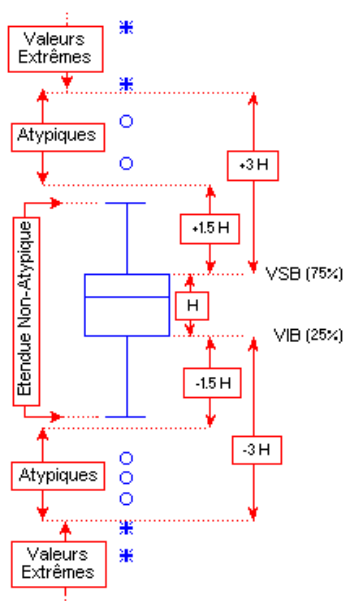 Valeurs
Extrêmes
Atypiques
+3 H
+1.5 H
Etendue Non-Atypique
VSB (75%)
H
VIB (25%)
-1.5 H
-3 H
Atypiques
Valeurs
Extrêmes